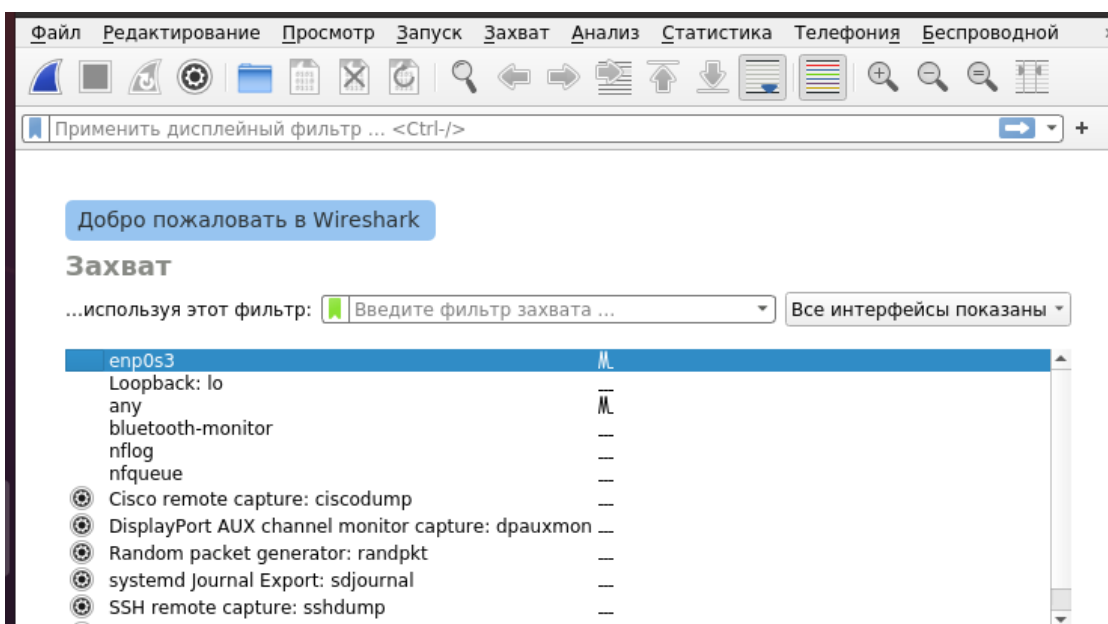 Файл Редактирование Просмотр Запуск Захват Анализ Статистика Телефония Беспроводной
Применить дисплейный фильтр ... <Ctrl-/>
Добро пожаловать в Wireshark
Захват
...используя этот фильтр: Введите фильтр захвата ... Все интерфейсы показаны
enp0s3
Loopback: lo
any
bluetooth-monitor
nflog
nfqueue
Cisco remote capture: ciscodump
DisplayPort AUX channel monitor capture: dpauxmon
Random packet generator: randpkt
systemd Journal Export: sdjournal
SSH remote capture: sshdump